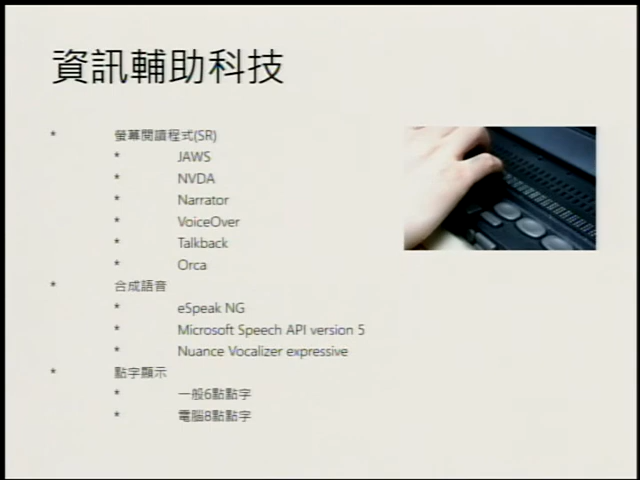 資訊輔助科技
* 螢幕閱讀程式(SR)
* JAWS
* NVDA
* Narrator
* VoiceOver
* Talkback
* Orca
* 合成語音
* eSpeak NG
* Microsoft Speech API version 5
* Nuance Vocalizer expressive
* 點字顯示
* 一般6點點字
* 電腦8點點字